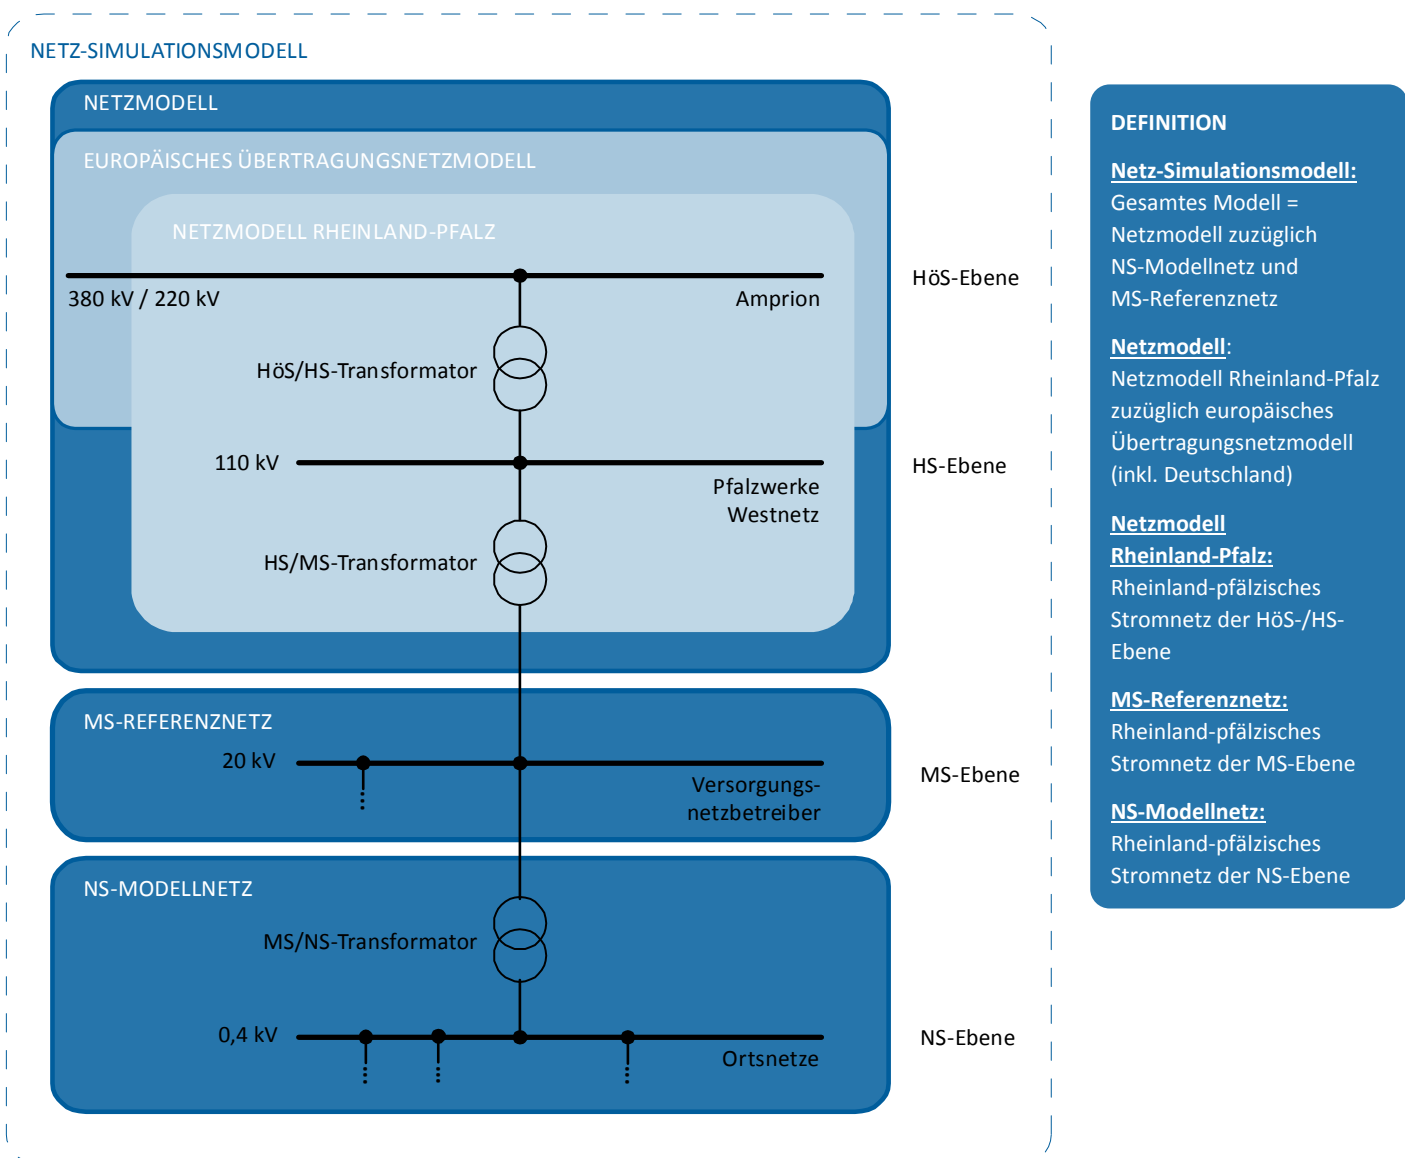 NETZ-SIMULATIONSMODELL
NETZMODELL
EUROPÄISCHES ÜBERTRAGUNGSNETZMODELL
NETZMODELL RHEINLAND-PFALZ
380 kV / 220 kV
Amprion
HöS-Ebene
HöS/HS-Transformator
110 kV
Pfalzwerke
Westnetz
HS-Ebene
HS/MS-Transformator
MS-REFERENZNETZ
20 kV
Versorgungs-
netzbetreiber
MS-Ebene
NS-MODELLNETZ
MS/NS-Transformator
0,4 kV
Ortsnetze
NS-Ebene
DEFINITION
Netz-Simulationsmodell:
Gesamtes Modell =
Netzmodell zuzüglich
NS-Modellnetz und
MS-Referenznetz
Netzmodell:
Netzmodell Rheinland-Pfalz
zuzüglich europäisches
Übertragungsnetzmodell
(inkl. Deutschland)
Netzmodell
Rheinland-Pfalz:
Rheinland-pfälzisches
Stromnetz der HöS-/HS-
Ebene
MS-Referenznetz:
Rheinland-pfälzisches
Stromnetz der MS-Ebene
NS-Modellnetz:
Rheinland-pfälzisches
Stromnetz der NS-Ebene